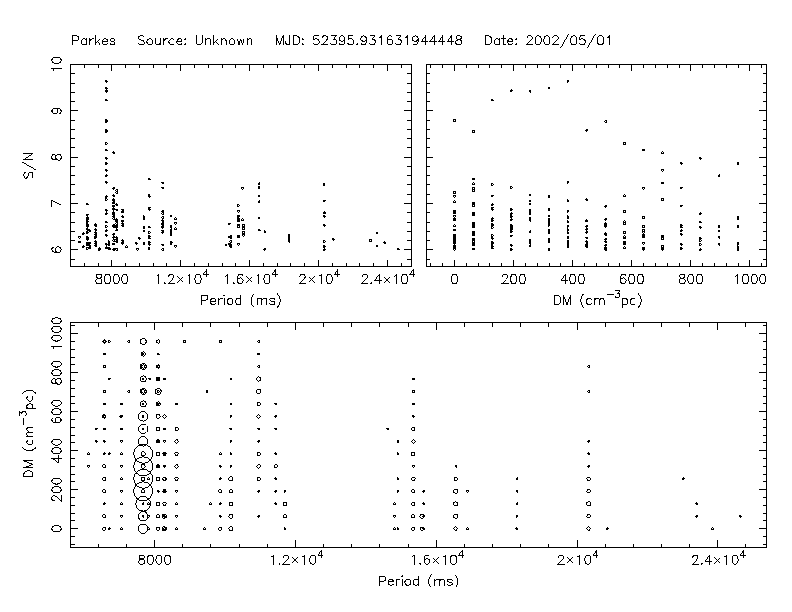 Parkes Source: Unknown MJD: 52395.931631944448 Date: 2002/05/01
10
9
8
7
6
S/N
8000 1.2×10⁴ 1.6×10⁴ 2×10⁴ 2.4×10⁴
Period (ms)
0 200 400 600 800 1000
DM (cm⁻³pc)
1000
800
600
400
200
0
DM (cm⁻³pc)
8000 1.2×10⁴ 1.6×10⁴ 2×10⁴ 2.4×10⁴
Period (ms)